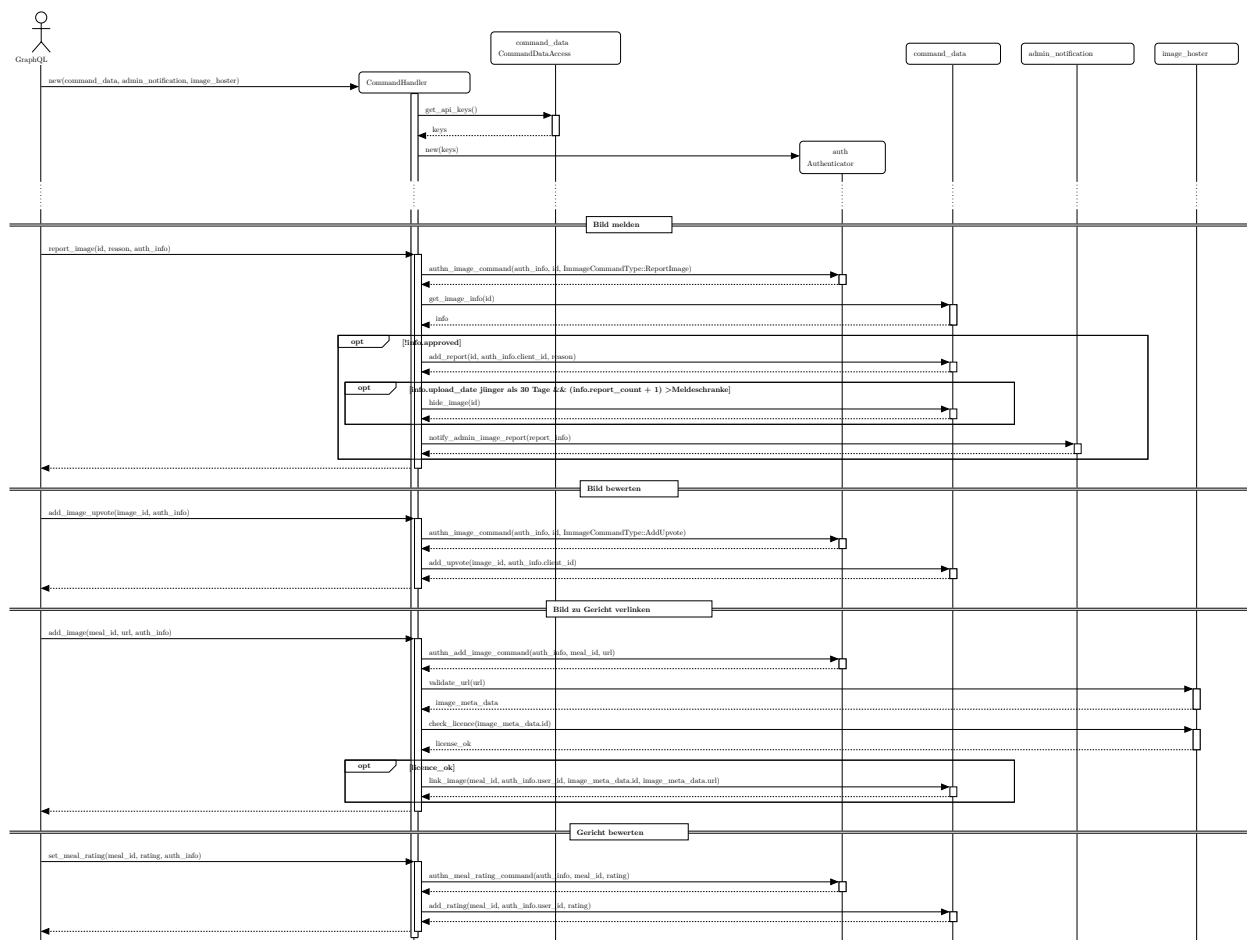 GraphQL
command_data
CommandDataAccess
command_data
admin_notification
image_hoster
new(command_data, admin_notification, image_hoster)
CommandHandler
get_api_keys()
keys
new(keys)
auth
Authenticator
Bild melden
report_image(id, reason, auth_info)
authn_image_command(auth_info, id, ImmageCommandType::ReportImage)
get_image_info(id)
info
opt
[!info.approved]
add_report(id, auth_info.client_id, reason)
opt
[info.upload_date jünger als 30 Tage && (info.report_count + 1) >Meldeschranke]
hide_image(id)
notify_admin_image_report(report_info)
Bild bewerten
add_image_upvote(image_id, auth_info)
authn_image_command(auth_info, id, ImmageCommandType::AddUpvote)
add_upvote(image_id, auth_info.client_id)
Bild zu Gericht verlinken
add_image(meal_id, url, auth_info)
authn_add_image_command(auth_info, meal_id, url)
validate_url(url)
image_meta_data
check_licence(image_meta_data.id)
license_ok
opt
[licence_ok]
link_image(meal_id, auth_info.user_id, image_meta_data.id, image_meta_data.url)
Gericht bewerten
set_meal_rating(meal_id, rating, auth_info)
authn_meal_rating_command(auth_info, meal_id, rating)
add_rating(meal_id, auth_info.user_id, rating)